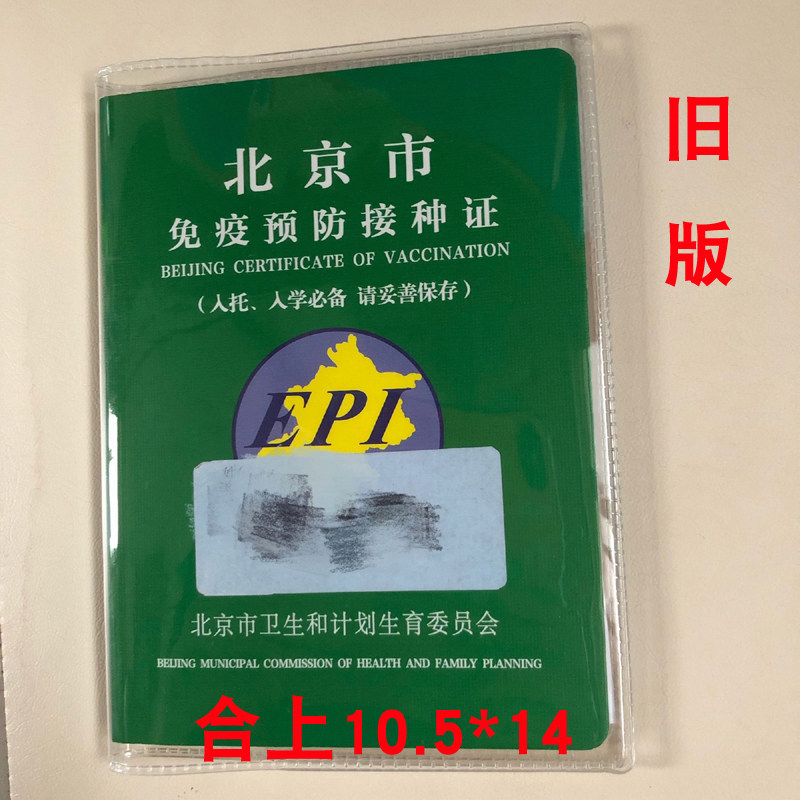 北京市
免疫预防接种证
BEIJING CERTIFICATE OF VACCINATION
（入托、入学必备 请妥善保存）
EPI
北京市卫生和计划生育委员会
BEIJING MUNICIPAL COMMISSION OF HEALTH AND FAMILY PLANNING
合上10.5*14
旧
版